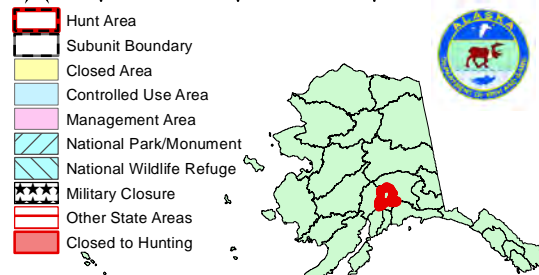 Hunt Area
Subunit Boundary
Closed Area
Controlled Use Area
Management Area
National Park/Monument
National Wildlife Refuge
Military Closure
Other State Areas
Closed to Hunting
ALASKA